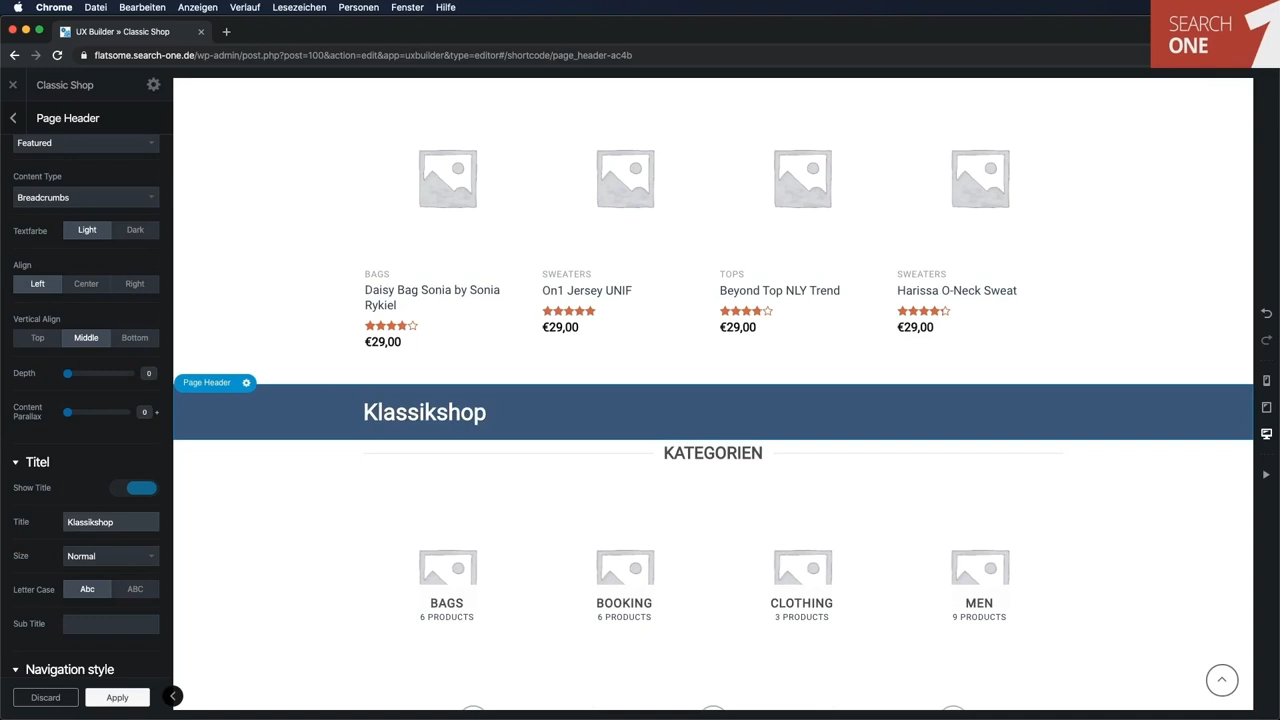 Chrome Datei Bearbeiten Anzeigen Verlauf Lesezeichen Personen Fenster Hilfe
SEARCH
ONE
UX Builder » Classic Shop
flatsome.search-one.de/wp-admin/post.php?post=100&action=edit&app=uxbuilder&type=editor#/shortcode/page_header-ac4b
Classic Shop
Page Header
Featured
Content Type
Breadcrumbs
Textfarbe Light Dark
Align
Left Center Right
Vertical Align
Top Middle Bottom
Depth 0
Content
Parallax 0 +
Titel
Show Title
Title Klassikshop
Size Normal
Letter Case Abc ABC
Sub Title
Navigation style
Discard Apply
BAGS
Daisy Bag Sonia by Sonia
Rykiel
€29,00
SWEATERS
On1 Jersey UNIF
€29,00
TOPS
Beyond Top NLY Trend
€29,00
SWEATERS
Harissa O-Neck Sweat
€29,00
Page Header
Klassikshop
KATEGORIEN
BAGS
6 PRODUCTS
BOOKING
6 PRODUCTS
CLOTHING
3 PRODUCTS
MEN
9 PRODUCTS